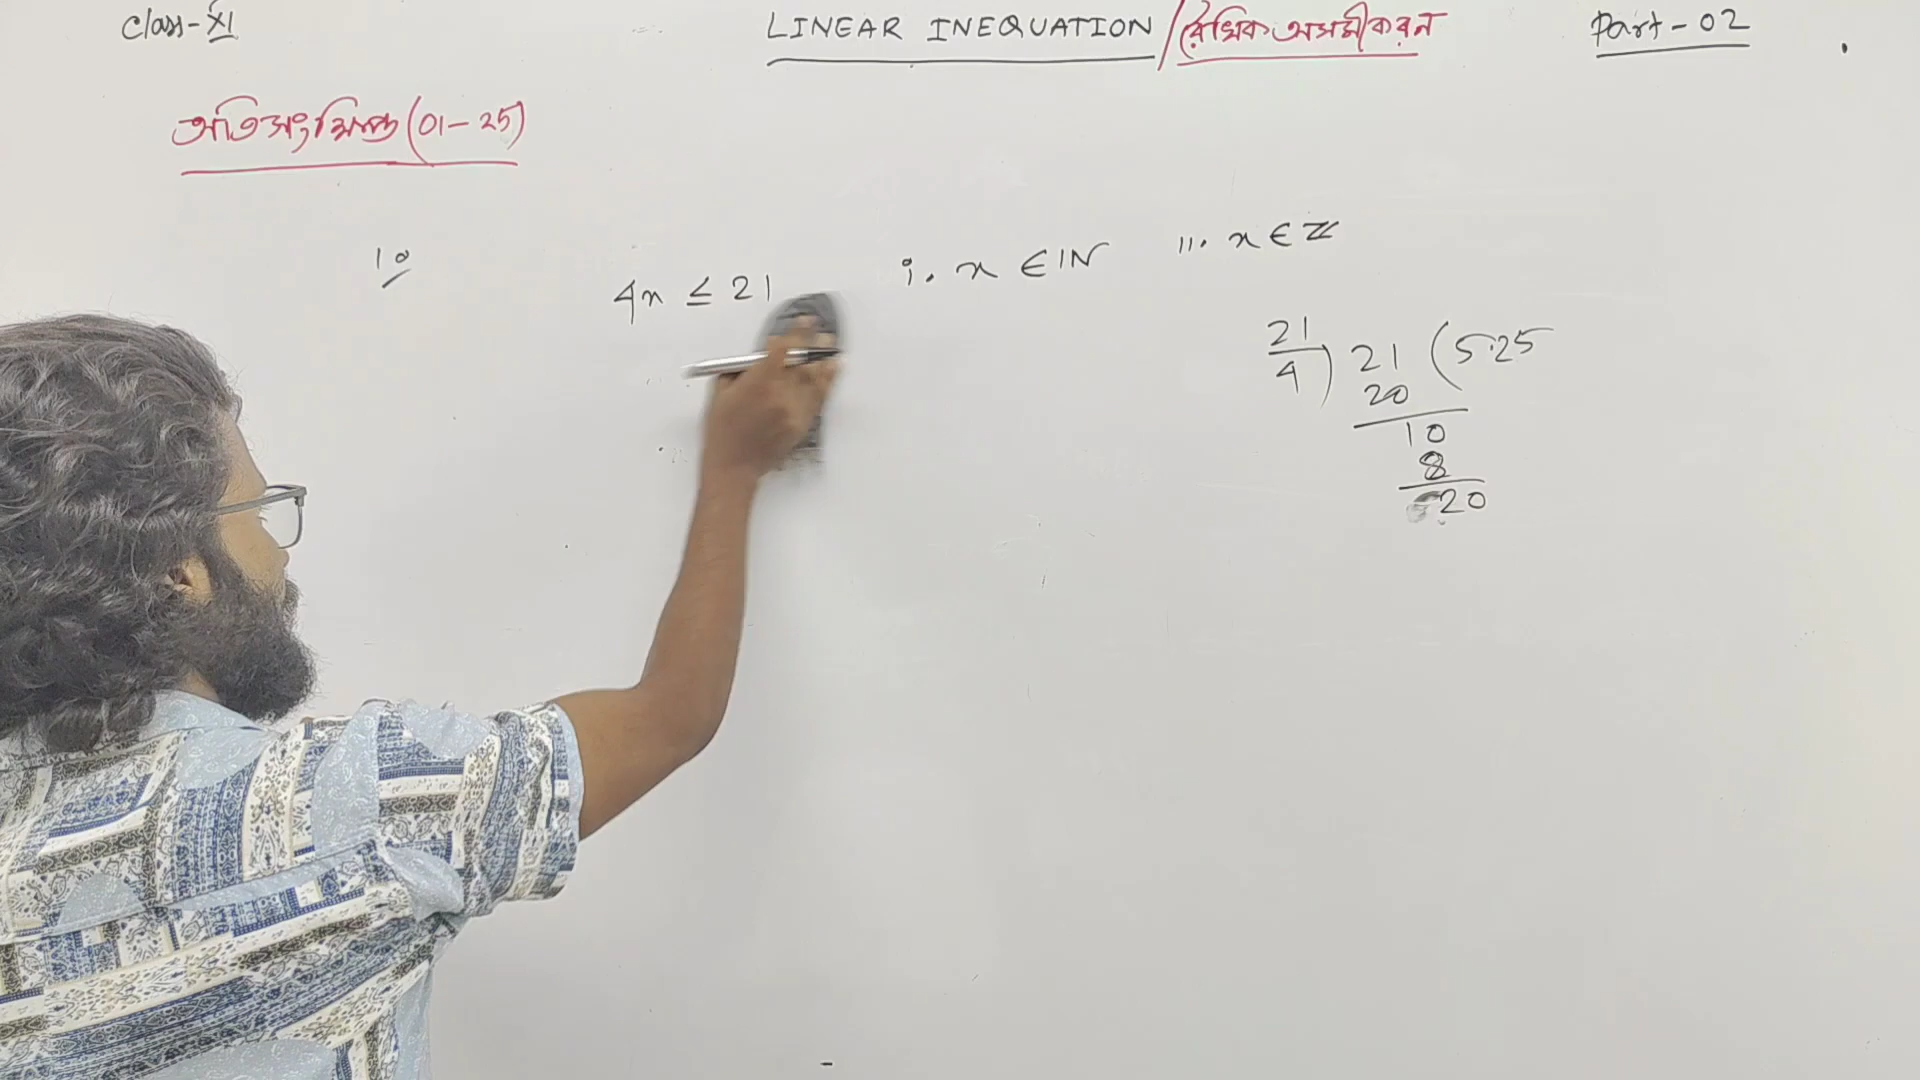 Class-XI
LINEAR INEQUATION/রৈখিক অসমীকরন
Part-02
অতিসংক্ষিপ্ত (01-25)
10
4x ≤ 21
i. x ∈ IN
ii. x ∈ ℤ
21/4 ) 21 ( 5.25
20
10
8
20